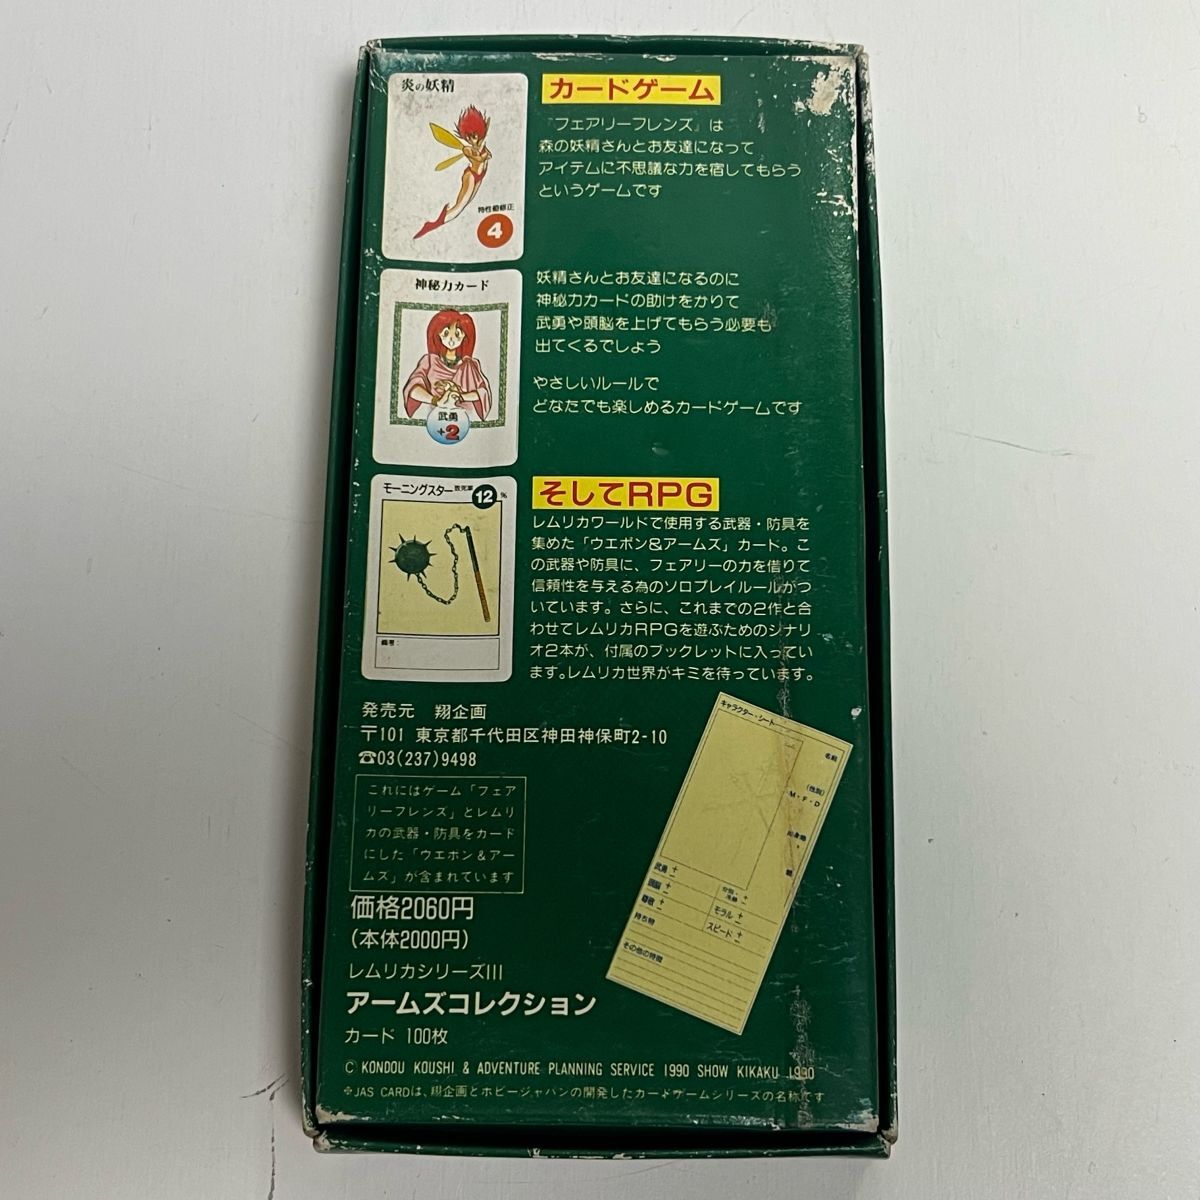 炎の妖精
特性値修正
4
カードゲーム
『フェアリーフレンズ』は
森の妖精さんとお友達になって
アイテムに不思議な力を宿してもらう
というゲームです
神秘力カード
武勇
+2
妖精さんとお友達になるのに
神秘力カードの助けをかりて
武勇や頭脳を上げてもらう必要も
出てくるでしょう
やさしいルールで
どなたでも楽しめるカードゲームです
モーニングスター
12
%
備考:
そしてRPG
レムリカワールドで使用する武器・防具を
集めた「ウエポン&アームズ」カード。こ
の武器や防具に、フェアリーの力を借りて
信頼性を与える為のソロプレイルールがつ
いています。さらに、これまでの2作と合
わせてレムリカRPGを遊ぶためのシナリ
オ2本が、付属のブックレットに入ってい
ます。レムリカ世界がキミを待っています。
発売元 翔企画
〒101 東京都千代田区神田神保町2-10
☎03(237)9498
これにはゲーム「フェア
リーフレンズ」とレムリ
カの武器・防具をカード
にした「ウエポン&アー
ムズ」が含まれています
価格2060円
(本体2000円)
レムリカシリーズIII
アームズコレクション
カード 100枚
キャラクター・シート
名前
(性別)
M・F・D
武勇 +-
頭脳 +-
モラル +-
スピード +-
持ち物
その他の特徴
© KONDOU KOUSHI & ADVENTURE PLANNING SERVICE 1990 SHOW KIKAKU 1990
※JAS CARDは、翔企画とホビージャパンの開発したカードゲームシリーズの名称です